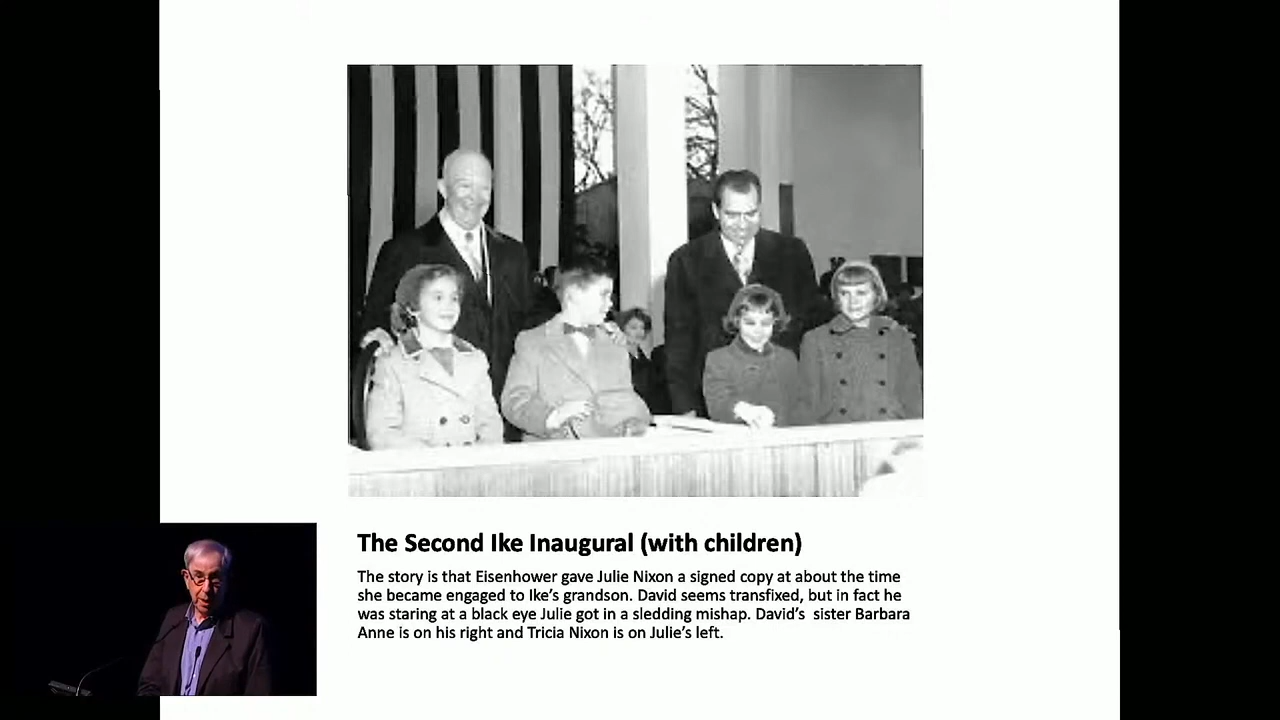 The Second Ike Inaugural (with children)
The story is that Eisenhower gave Julie Nixon a signed copy at about the time
she became engaged to Ike’s grandson. David seems transfixed, but in fact he
was staring at a black eye Julie got in a sledding mishap. David’s  sister Barbara
Anne is on his right and Tricia Nixon is on Julie’s left.